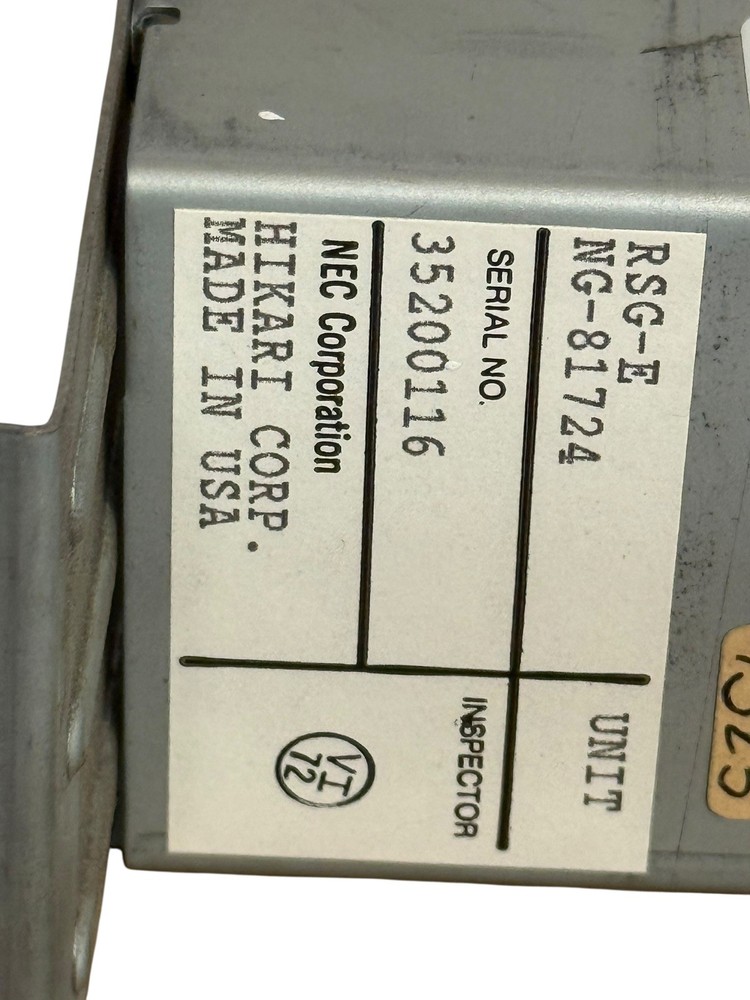 RSG-E
NG-81724
UNIT
SERIAL NO.
35200116
INSPECTOR
VI
72
NEC Corporation
HIKARI CORP.
MADE IN USA